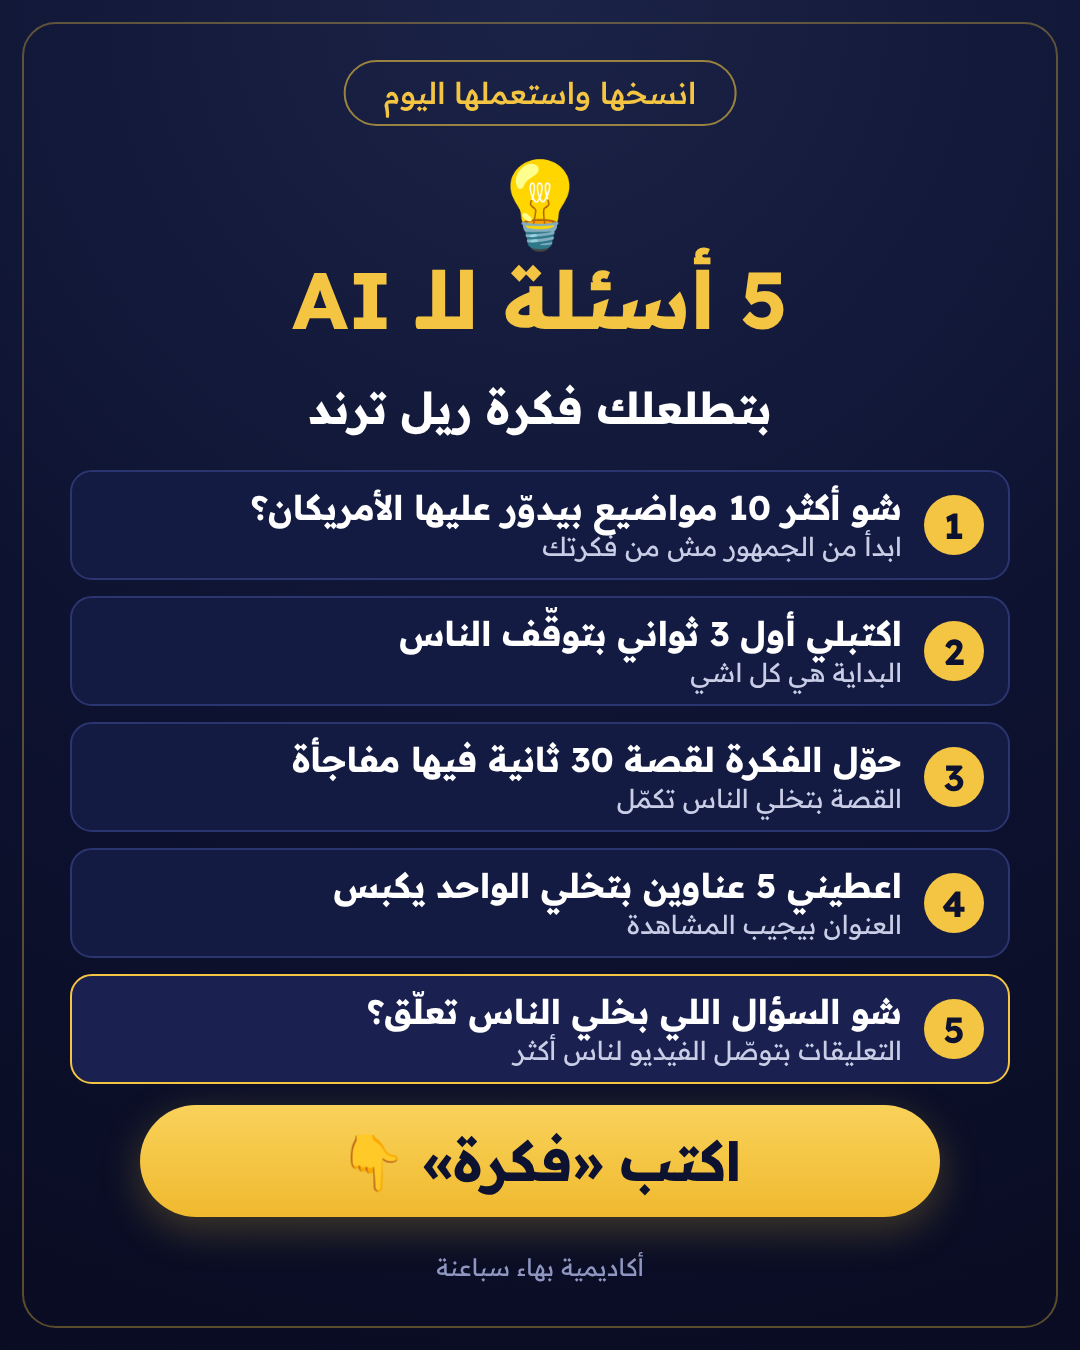 انسخها واستعملها اليوم
5 أسئلة للـ AI
بتطلعلك فكرة ريل ترند
1
شو أكثر 10 مواضيع بيدوّر عليها الأمريكان؟
ابدأ من الجمهور مش من فكرتك
2
اكتبلي أول 3 ثواني بتوقّف الناس
البداية هي كل اشي
3
حوّل الفكرة لقصة 30 ثانية فيها مفاجأة
القصة بتخلي الناس تكمّل
4
اعطيني 5 عناوين بتخلي الواحد يكبس
العنوان بيجيب المشاهدة
5
شو السؤال اللي بخلي الناس تعلّق؟
التعليقات بتوصّل الفيديو لناس أكثر
اكتب «فكرة» 👇
أكاديمية بهاء سباعنة